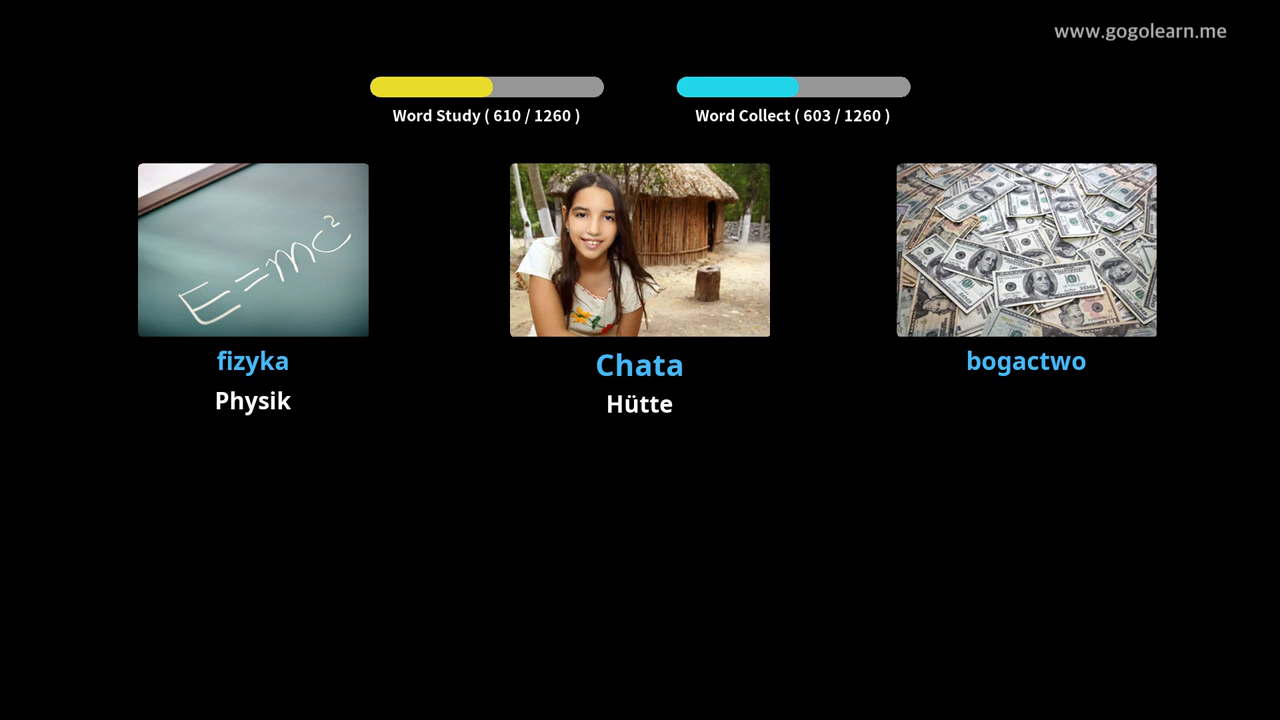 www.gogolearn.me
Word Study ( 610 / 1260 )
Word Collect ( 603 / 1260 )
E=mc²
fizyka
Physik
Chata
Hütte
bogactwo